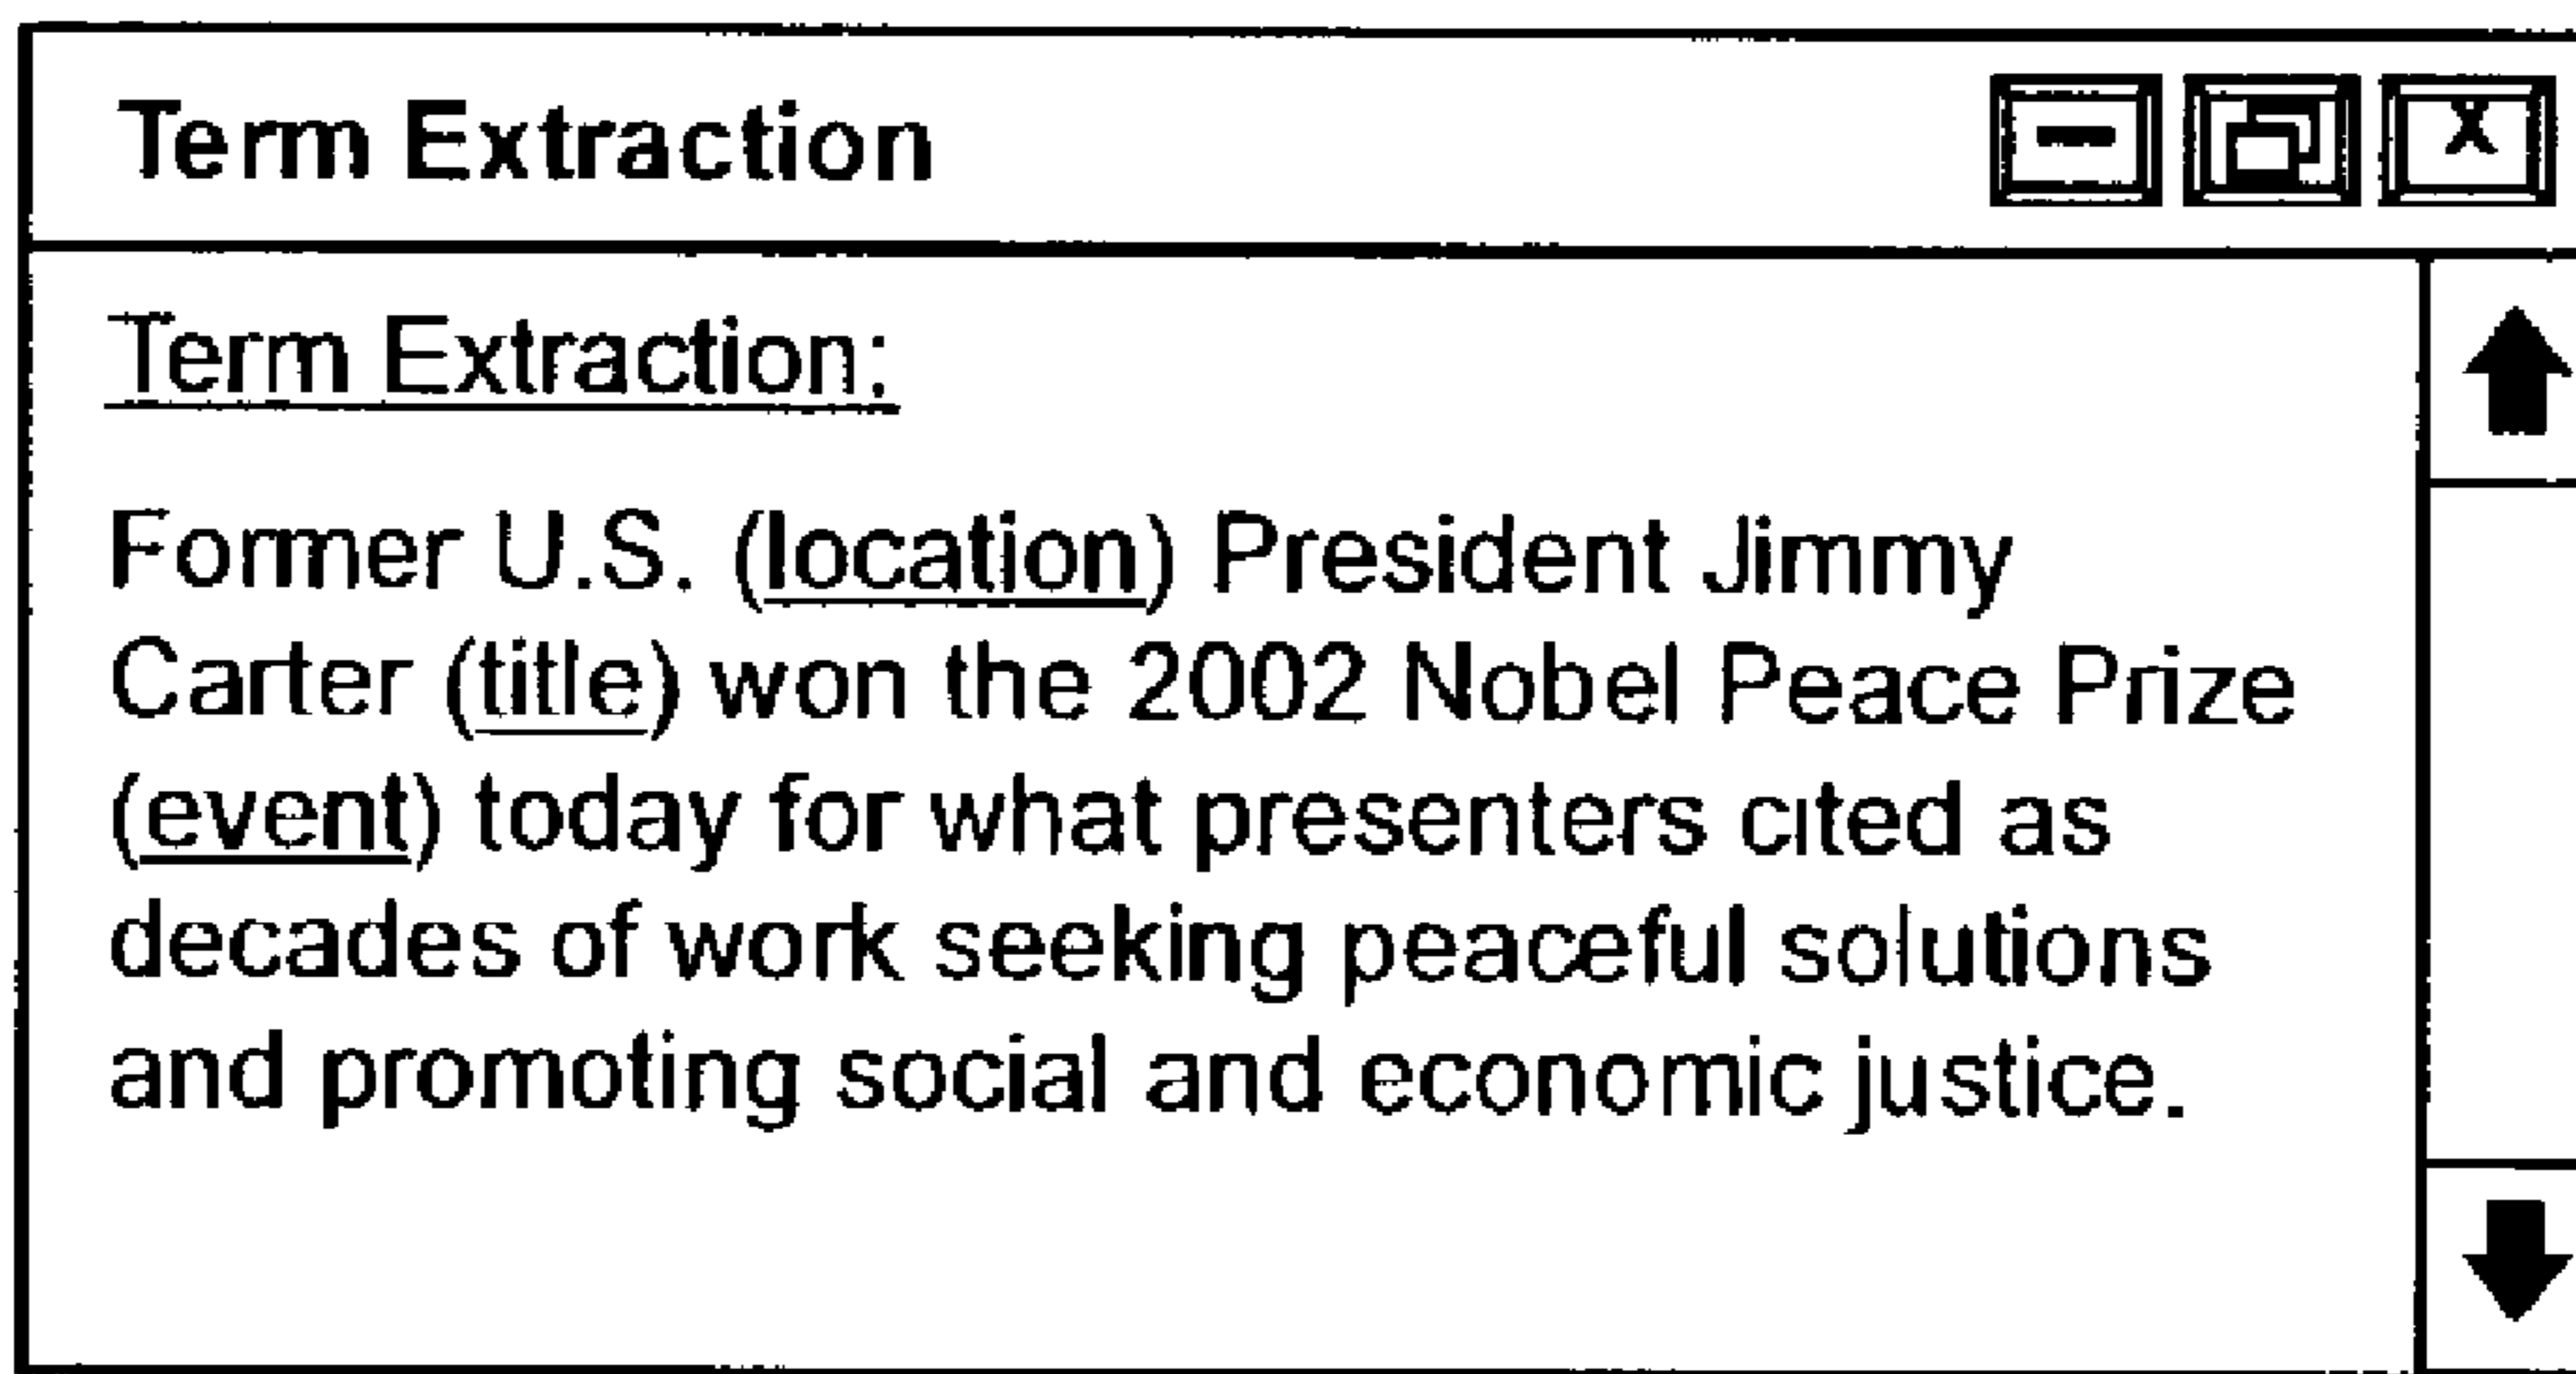 Term Extraction
Term Extraction:
Former U.S. (location) President Jimmy
Carter (title) won the 2002 Nobel Peace Prize
(event) today for what presenters cited as
decades of work seeking peaceful solutions
and promoting social and economic justice.